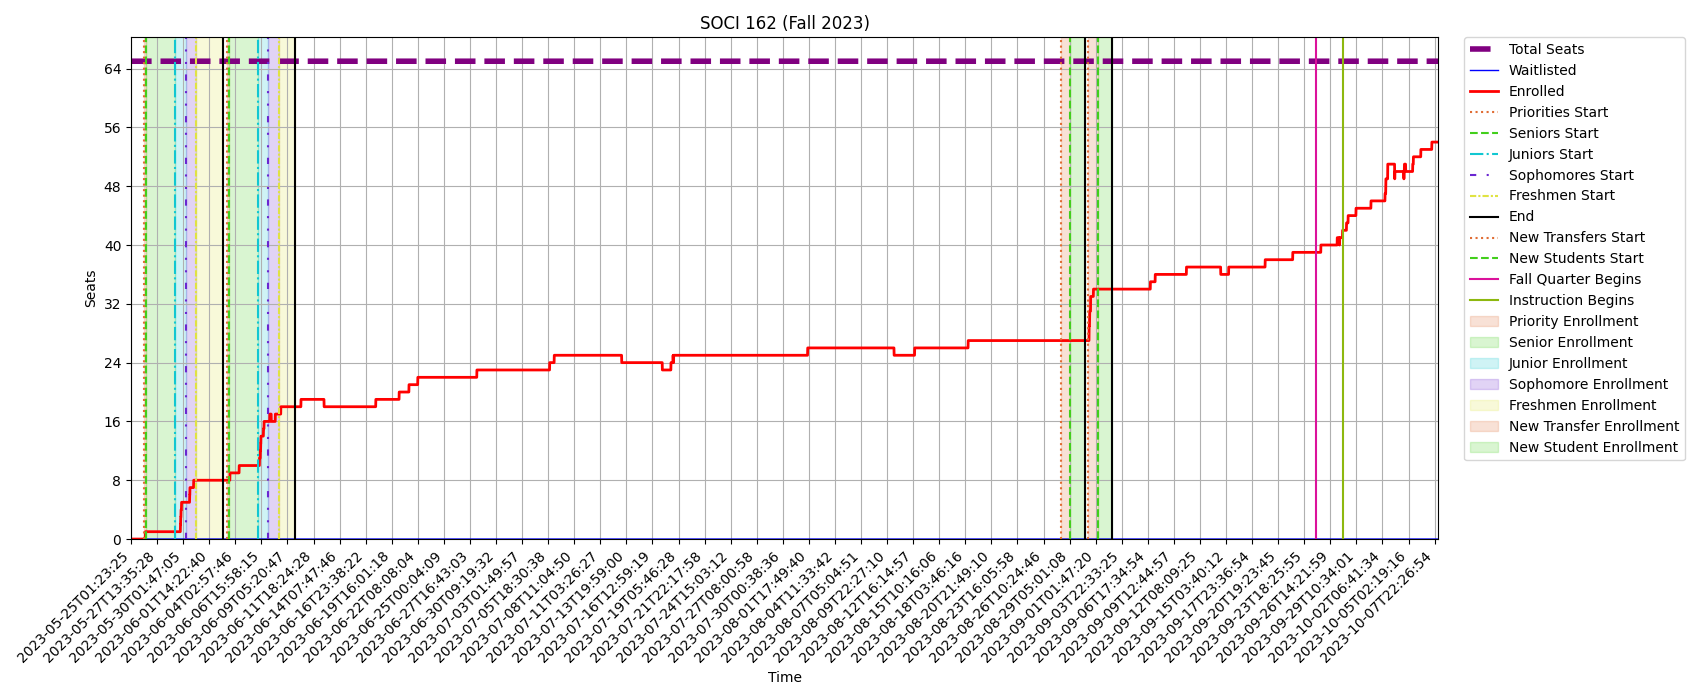 SOCI 162 (Fall 2023)
Seats
64
56
48
40
32
24
16
8
0
2023-05-25T01:23:25
2023-05-27T13:35:28
2023-05-30T01:47:05
2023-06-01T14:22:40
2023-06-04T02:57:46
2023-06-06T15:58:15
2023-06-09T05:20:47
2023-06-11T18:24:28
2023-06-14T07:47:46
2023-06-16T23:38:22
2023-06-19T16:01:18
2023-06-22T08:08:04
2023-06-25T00:04:09
2023-06-27T16:43:03
2023-06-30T09:19:32
2023-07-03T01:49:57
2023-07-05T18:30:38
2023-07-08T11:04:50
2023-07-11T03:26:27
2023-07-13T19:59:00
2023-07-16T12:59:19
2023-07-19T05:46:28
2023-07-21T22:17:58
2023-07-24T15:03:12
2023-07-27T08:00:58
2023-07-30T00:38:36
2023-08-01T17:49:40
2023-08-04T11:33:42
2023-08-07T05:04:51
2023-08-09T22:27:10
2023-08-12T16:14:57
2023-08-15T10:16:06
2023-08-18T03:46:16
2023-08-20T21:49:10
2023-08-23T16:05:58
2023-08-26T10:24:46
2023-08-29T05:01:08
2023-09-01T01:47:20
2023-09-03T22:33:25
2023-09-06T17:34:54
2023-09-09T12:44:57
2023-09-12T08:09:25
2023-09-15T03:40:12
2023-09-17T23:36:54
2023-09-20T19:23:45
2023-09-23T18:25:55
2023-09-26T14:21:59
2023-09-29T10:34:01
2023-10-02T06:41:34
2023-10-05T02:19:16
2023-10-07T22:26:54
Time
Total Seats
Waitlisted
Enrolled
Priorities Start
Seniors Start
Juniors Start
Sophomores Start
Freshmen Start
End
New Transfers Start
New Students Start
Fall Quarter Begins
Instruction Begins
Priority Enrollment
Senior Enrollment
Junior Enrollment
Sophomore Enrollment
Freshmen Enrollment
New Transfer Enrollment
New Student Enrollment